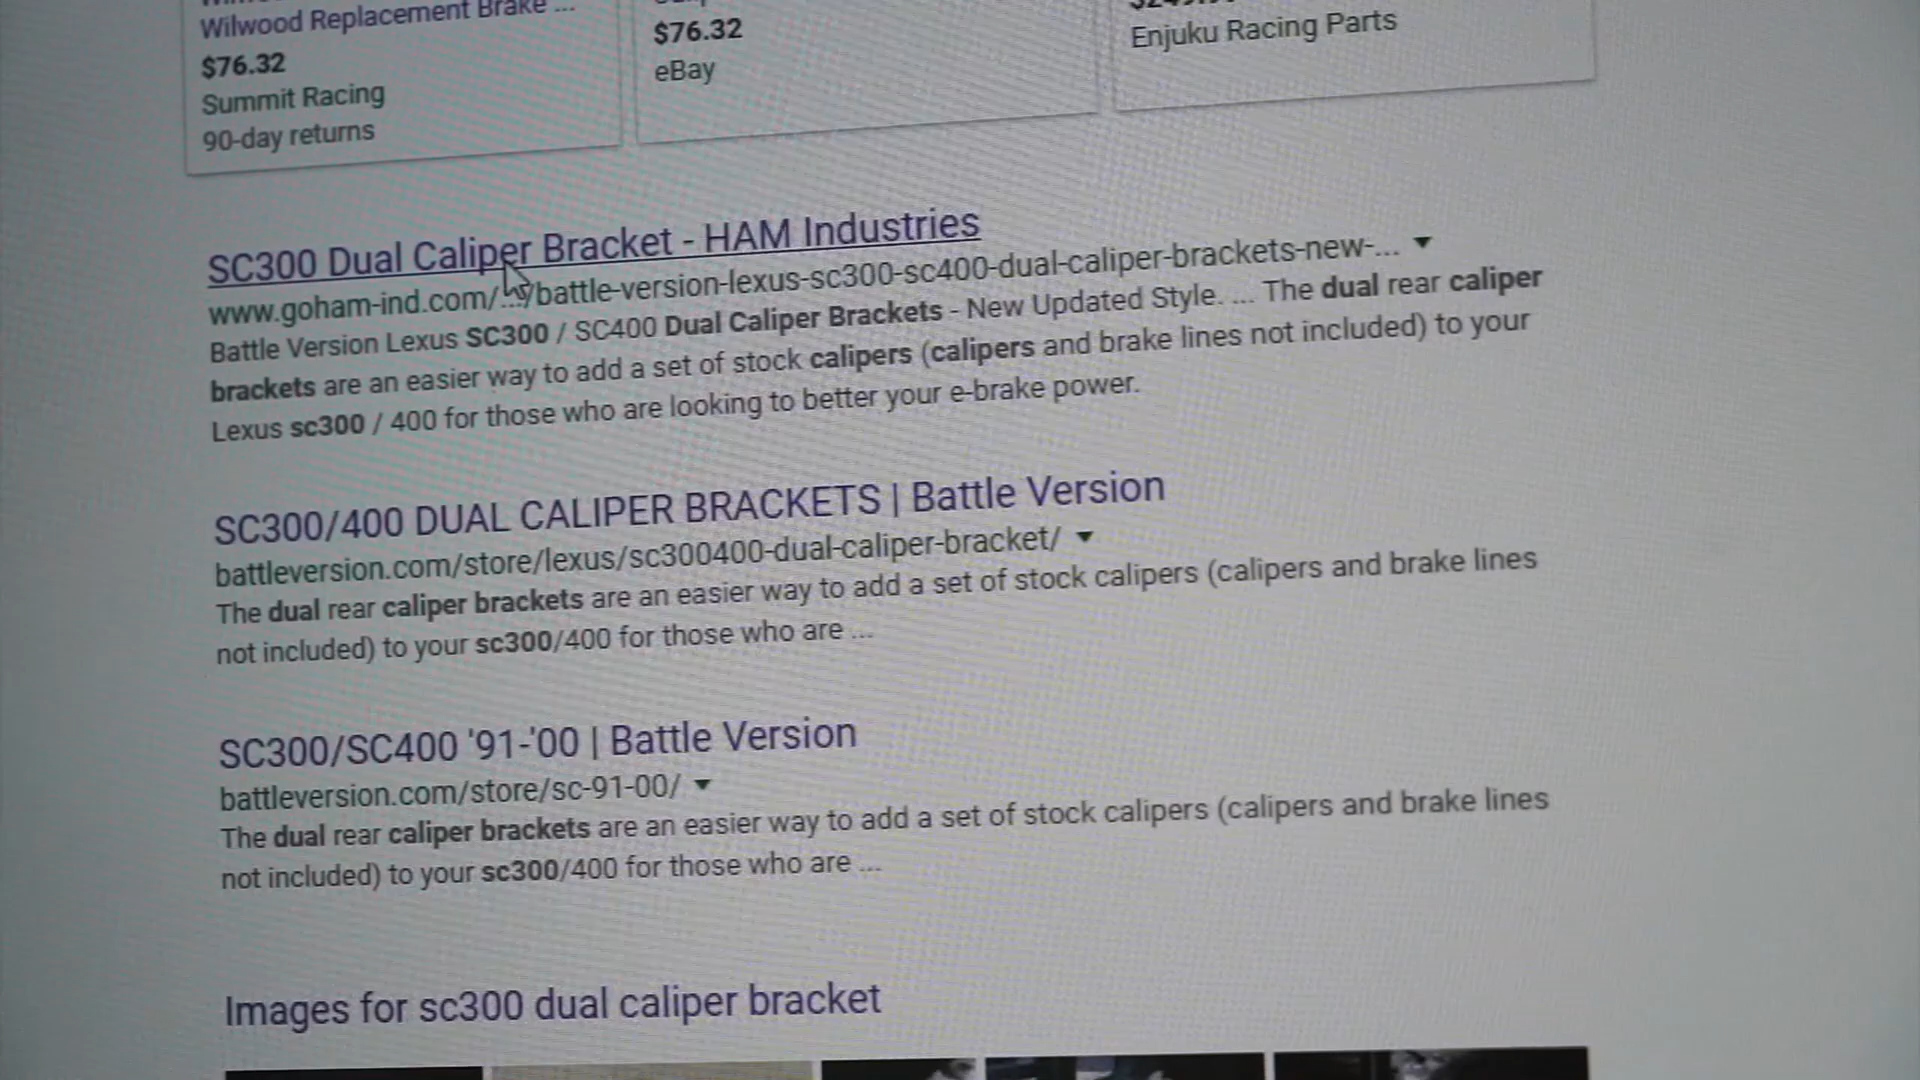 Wilwood Replacement Brake ...
$76.32
Summit Racing
90-day returns
$76.32
eBay
Enjuku Racing Parts
SC300 Dual Caliper Bracket - HAM Industries
www.goham-ind.com/.../battle-version-lexus-sc300-sc400-dual-caliper-brackets-new-... ▼
Battle Version Lexus SC300 / SC400 Dual Caliper Brackets - New Updated Style. ... The dual rear caliper
brackets are an easier way to add a set of stock calipers (calipers and brake lines not included) to your
Lexus sc300 / 400 for those who are looking to better your e-brake power.
SC300/400 DUAL CALIPER BRACKETS | Battle Version
battleversion.com/store/lexus/sc300400-dual-caliper-bracket/ ▼
The dual rear caliper brackets are an easier way to add a set of stock calipers (calipers and brake lines
not included) to your sc300/400 for those who are ...
SC300/SC400 '91-'00 | Battle Version
battleversion.com/store/sc-91-00/ ▼
The dual rear caliper brackets are an easier way to add a set of stock calipers (calipers and brake lines
not included) to your sc300/400 for those who are ...
Images for sc300 dual caliper bracket